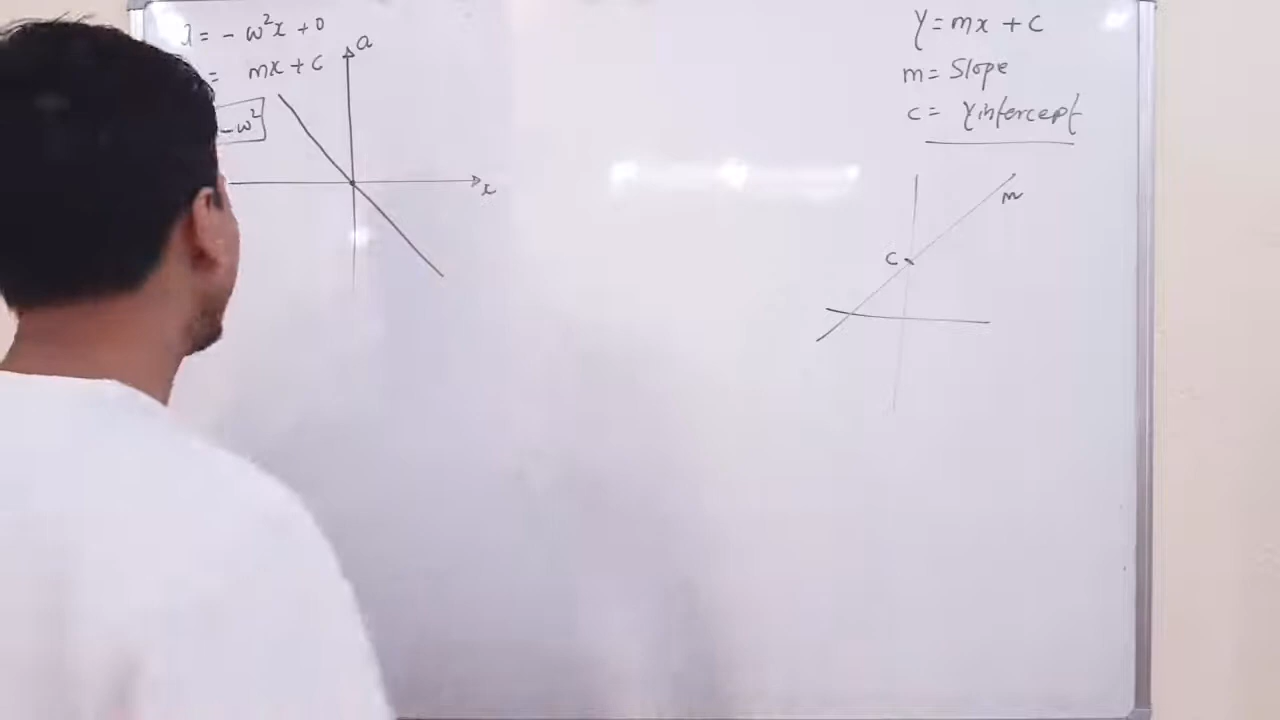 = - ω²x + 0
= mx + c
- ω²
a
x
Y = mx + c
m = Slope
c = Y intercept
m
c